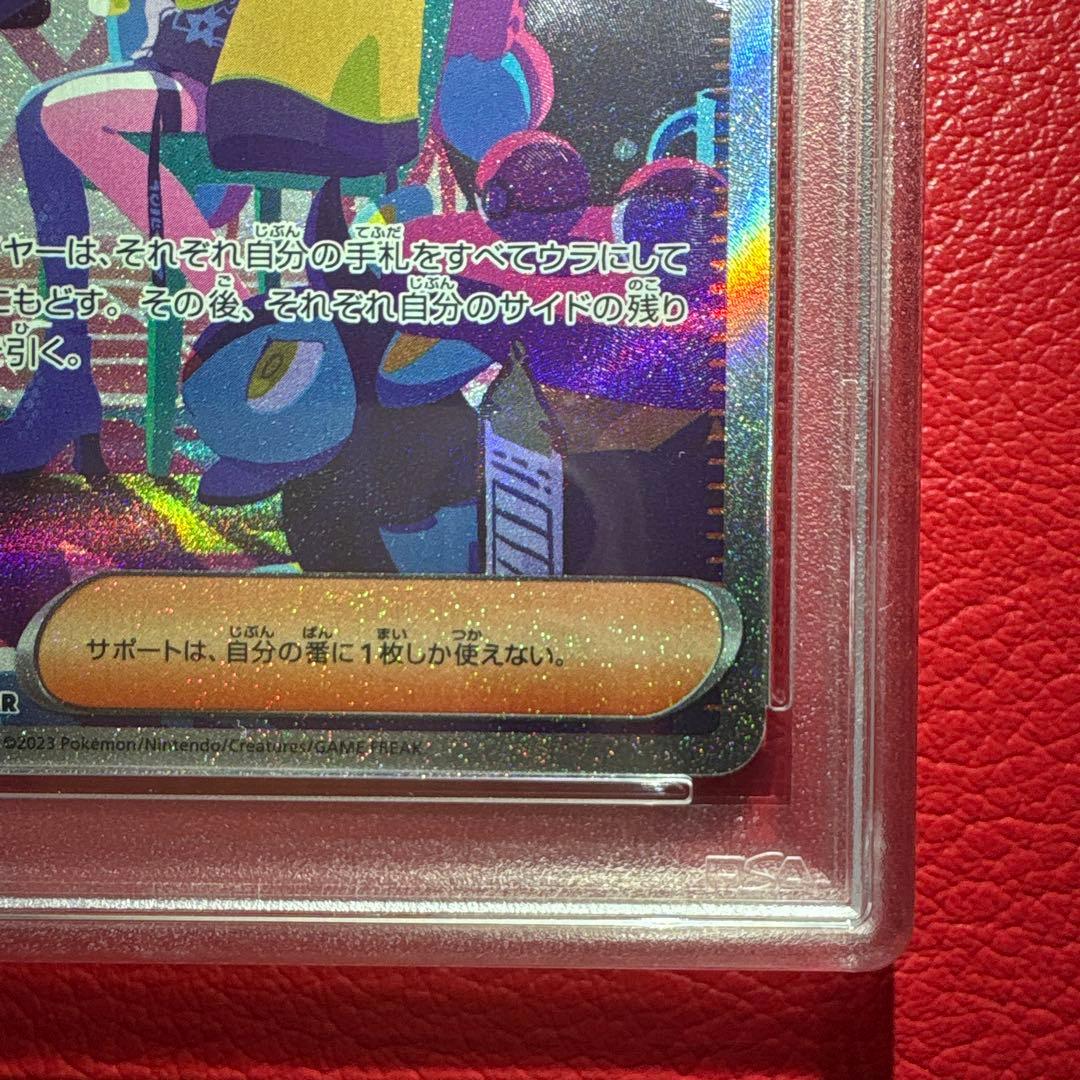 ヤーは、それぞれ自分の手札をすべてウラにして
にもどす。その後、それぞれ自分のサイドの残り
引く。
サポートは、自分の番に1枚しか使えない。
R
©2023 Pokémon/Nintendo/Creatures/GAME FREAK
PSA